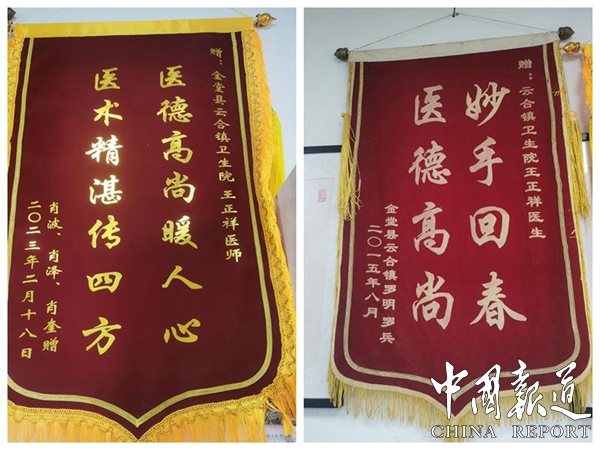 赠：金堂县云合镇卫生院 王正祥医师
医德高尚暖人心
医术精湛传四方
肖波、肖泽、肖奎赠
二〇二三年二月十八日
赠：云合镇卫生院王正祥医生
妙手回春
医德高尚
金堂县云合镇罗明罗兵
二〇一五年八月
中國報道
CHINA REPORT